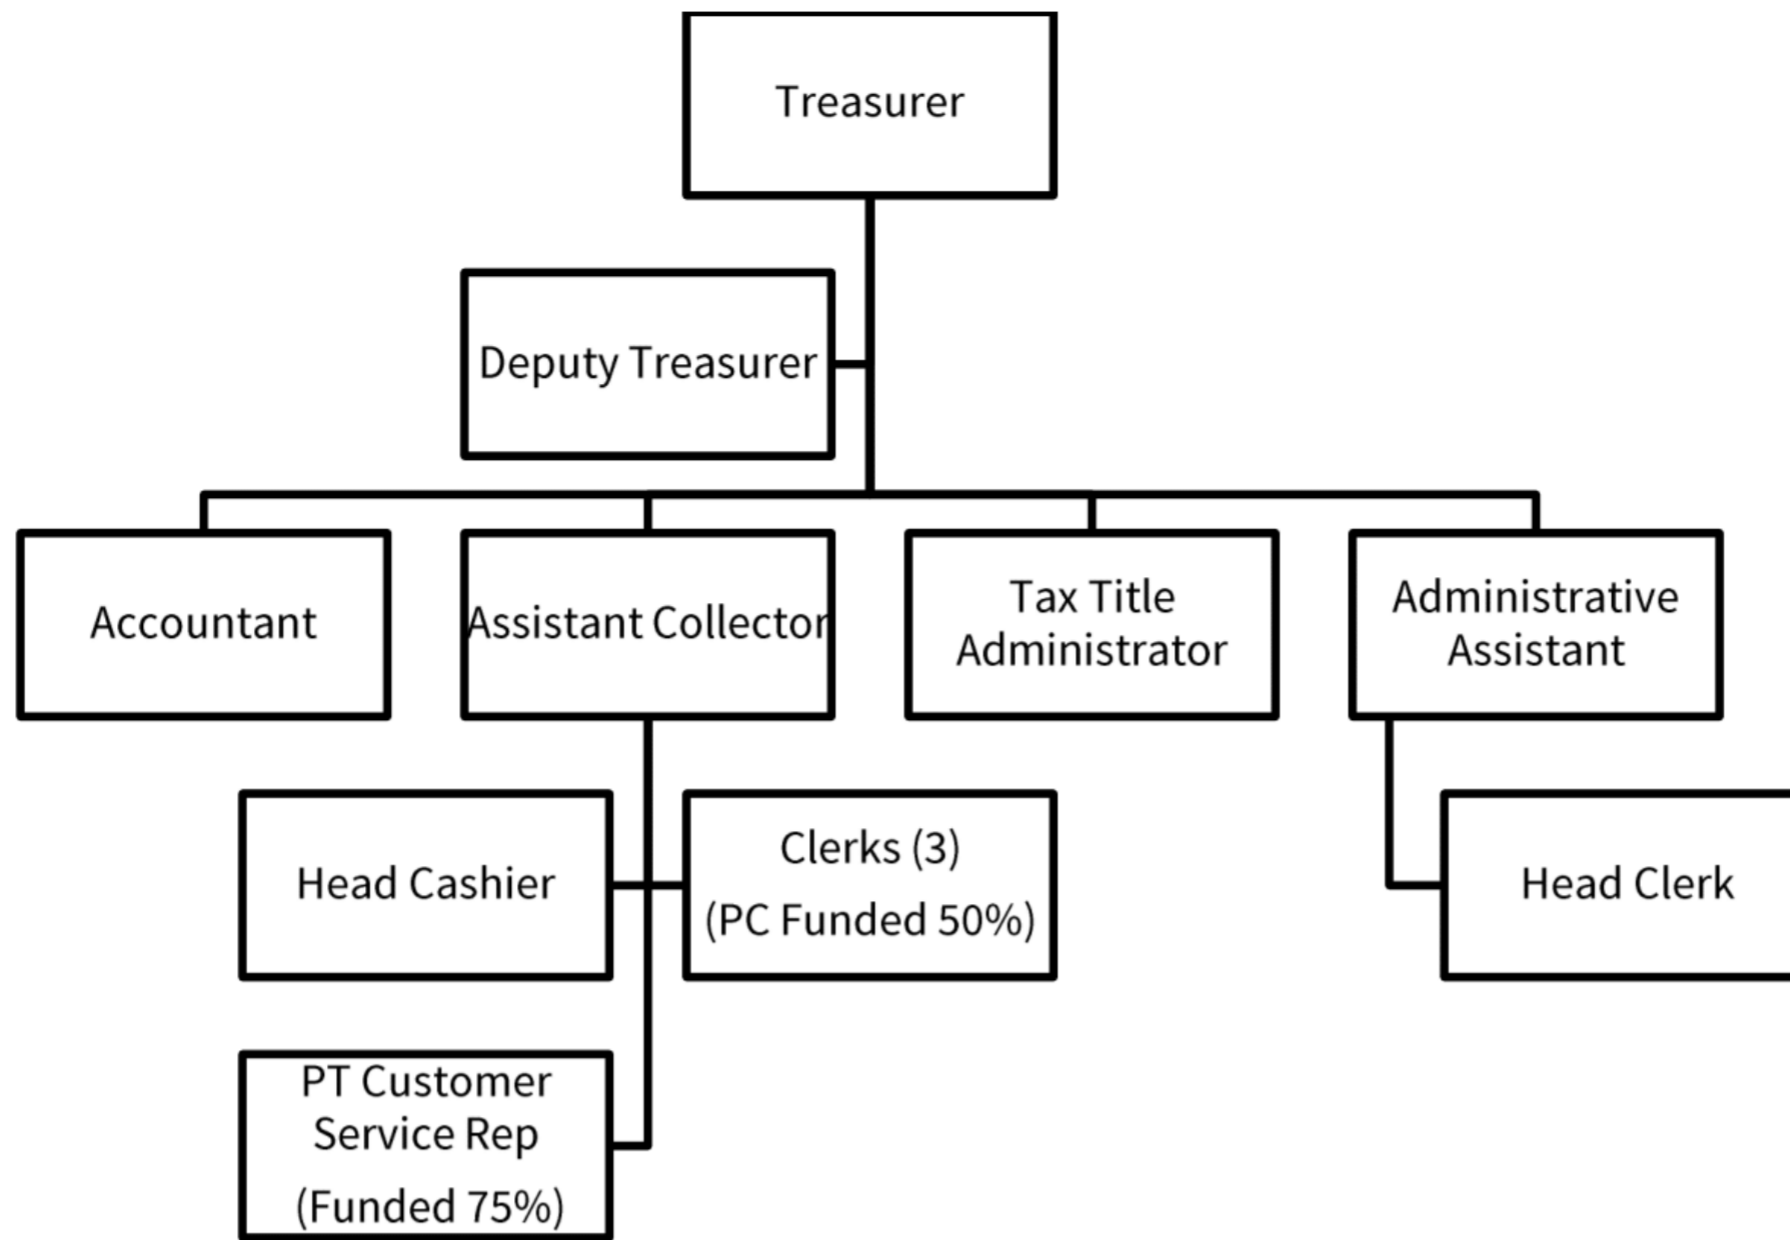 Treasurer
Deputy Treasurer
Accountant
Assistant Collector
Tax Title
Administrator
Administrative
Assistant
Head Cashier
Clerks (3)
(PC Funded 50%)
Head Clerk
PT Customer
Service Rep
(Funded 75%)